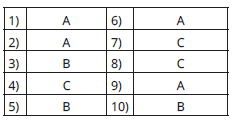 1) A 6) A
2) A 7) C
3) B 8) C
4) C 9) A
5) B 10) B